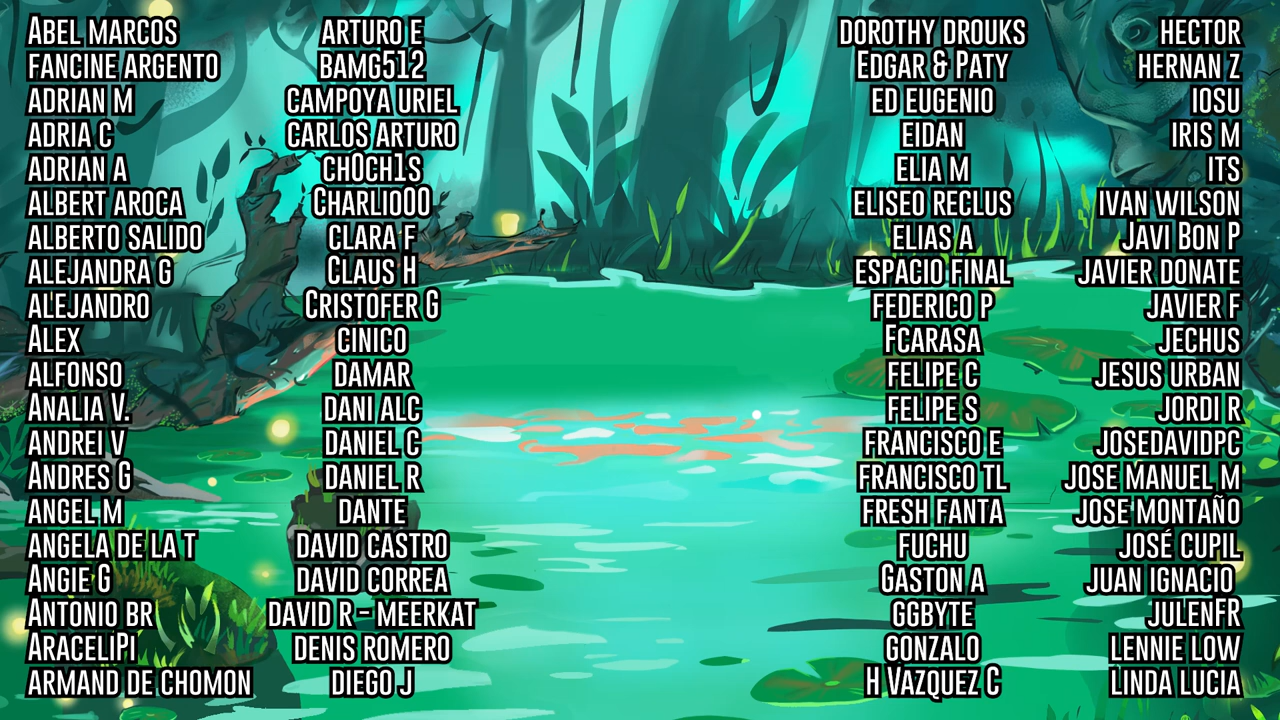 Abel Marcos
FANCINE ARGENTO
ADRIAN M
ADRIA C
ADRIAN A
ALBERT AROCA
ALBERTO SALIDO
ALEJANDRA G
ALEJANDRO
Alex
ALFONSO
Analia V.
ANDREI V
Andres G
ANGEL M
ANGELA DE LA T
Angie G
Antonio BR
AraceliPi
ARMAND DE CHOMON
ARTURO E
BAMG512
CAMPOYA URIEL
CARLOS ARTURO
CH0CH1S
Charlio00
CLARA F
Claus H
Cristofer G
CINICO
DAMAR
DANI ALC
DANIEL C
DANIEL R
DANTE
DAVID CASTRO
DAVID CORREA
DAVID R - MEERKAT
DENIS ROMERO
DIEGO J
DOROTHY DROUKS
Edgar & Paty
ED EUGENIO
EIDAN
ELIA M
ELISEO RECLUS
ELIAS A
ESPACIO FINAL
FEDERICO P
Fcarasa
FELIPE C
FELIPE S
FRANCISCO E
FRANCISCO TL
FRESH FANTA
FUCHU
Gaston A
GGBYTE
GONZALO
H Vazquez C
HECTOR
HERNAN Z
IOSU
IRIS M
ITS
IVAN WILSON
Javi Bon P
JAVIER DONATE
JAVIER F
JECHUS
JESUS URBAN
JORDI R
JOSEDAVIDPC
JOSE MANUEL M
JOSE MONTAÑO
JOSÉ CUPIL
JUAN IGNACIO
JULENFR
LENNIE LOW
LINDA LUCIA